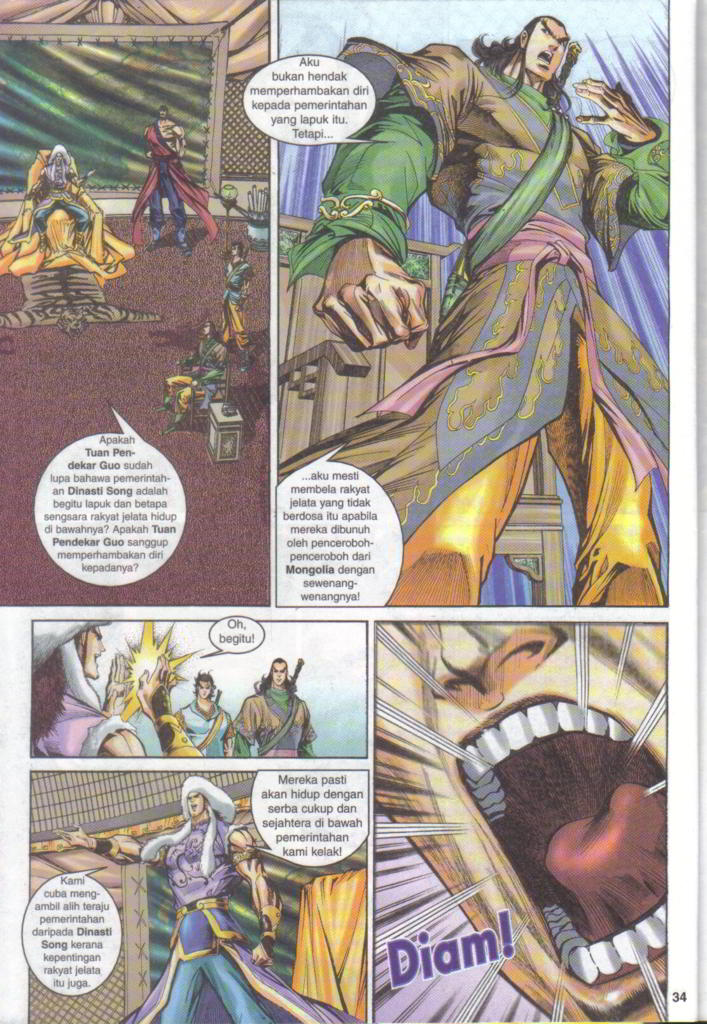 Apakah
Tuan Pen-
dekar Guo sudah
lupa bahawa pemerintah-
an Dinasti Song adalah
begitu lapuk dan betapa
sengsara rakyat jelata hidup
di bawahnya? Apakah Tuan
Pendekar Guo sanggup
memperhambakan diri
kepadanya?
Aku
bukan hendak
memperhambakan diri
kepada pemerintahan
yang lapuk itu.
Tetapi...
...aku mesti
membela rakyat
jelata yang tidak
berdosa itu apabila
mereka dibunuh
oleh penceroboh-
penceroboh dari
Mongolia dengan
sewenang-
wenangnya!
Oh,
begitu!
Mereka pasti
akan hidup dengan
serba cukup dan
sejahtera di bawah
pemerintahan
kami kelak!
Kami
cuba meng-
ambil alih teraju
pemerintahan
daripada Dinasti
Song kerana
kepentingan
rakyat jelata
itu juga.
Diam!
34